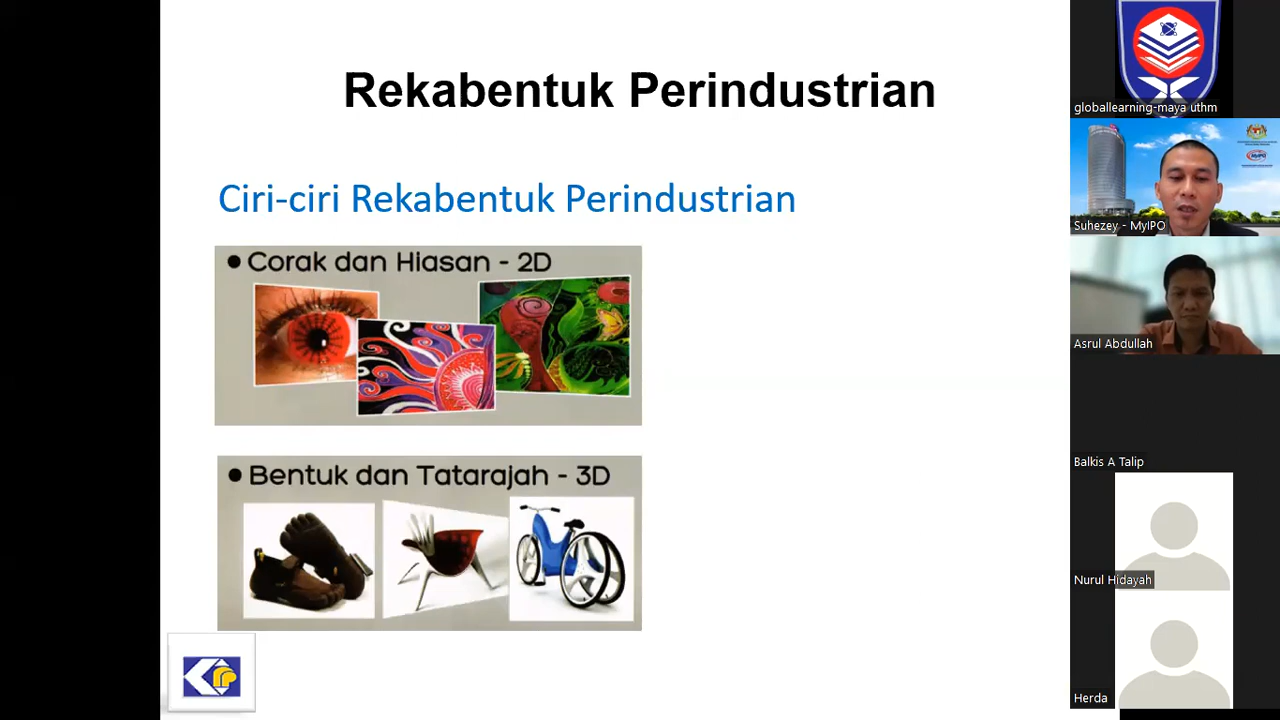 Rekabentuk Perindustrian
Ciri-ciri Rekabentuk Perindustrian
● Corak dan Hiasan - 2D
● Bentuk dan Tatarajah - 3D
globallearning-maya uthm
MyIPO
Suhezey - MyIPO
Asrul Abdullah
Balkis A Talip
Nurul Hidayah
Herda